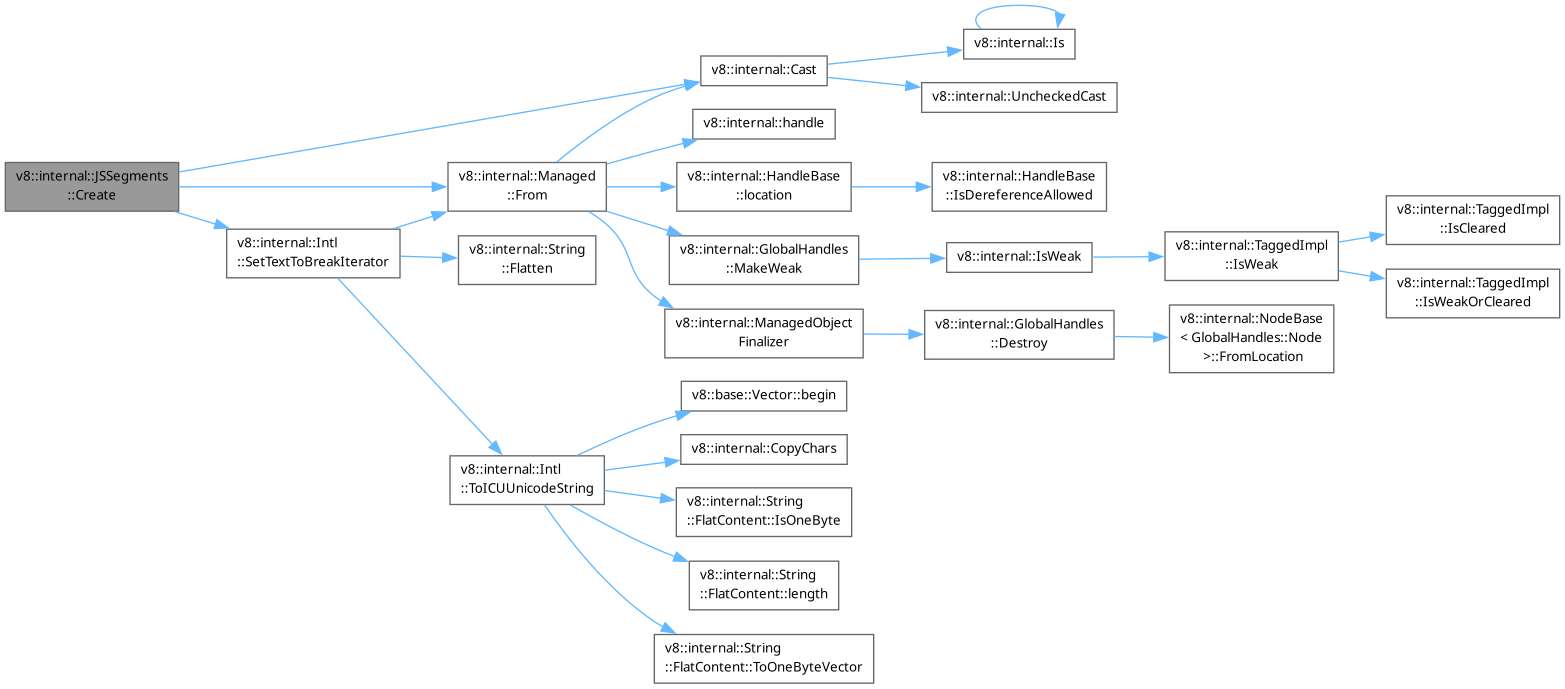 v8::internal::JSSegments
::Create
v8::internal::Intl
::SetTextToBreakIterator
v8::internal::Managed
::From
v8::internal::String
::Flatten
v8::internal::Intl
::ToICUUnicodeString
v8::internal::Cast
v8::internal::handle
v8::internal::HandleBase
::location
v8::internal::GlobalHandles
::MakeWeak
v8::internal::ManagedObject
Finalizer
v8::base::Vector::begin
v8::internal::CopyChars
v8::internal::String
::FlatContent::IsOneByte
v8::internal::String
::FlatContent::length
v8::internal::String
::FlatContent::ToOneByteVector
v8::internal::Is
v8::internal::UncheckedCast
v8::internal::HandleBase
::IsDereferenceAllowed
v8::internal::IsWeak
v8::internal::GlobalHandles
::Destroy
v8::internal::TaggedImpl
::IsWeak
v8::internal::NodeBase
< GlobalHandles::Node
>::FromLocation
v8::internal::TaggedImpl
::IsCleared
v8::internal::TaggedImpl
::IsWeakOrCleared